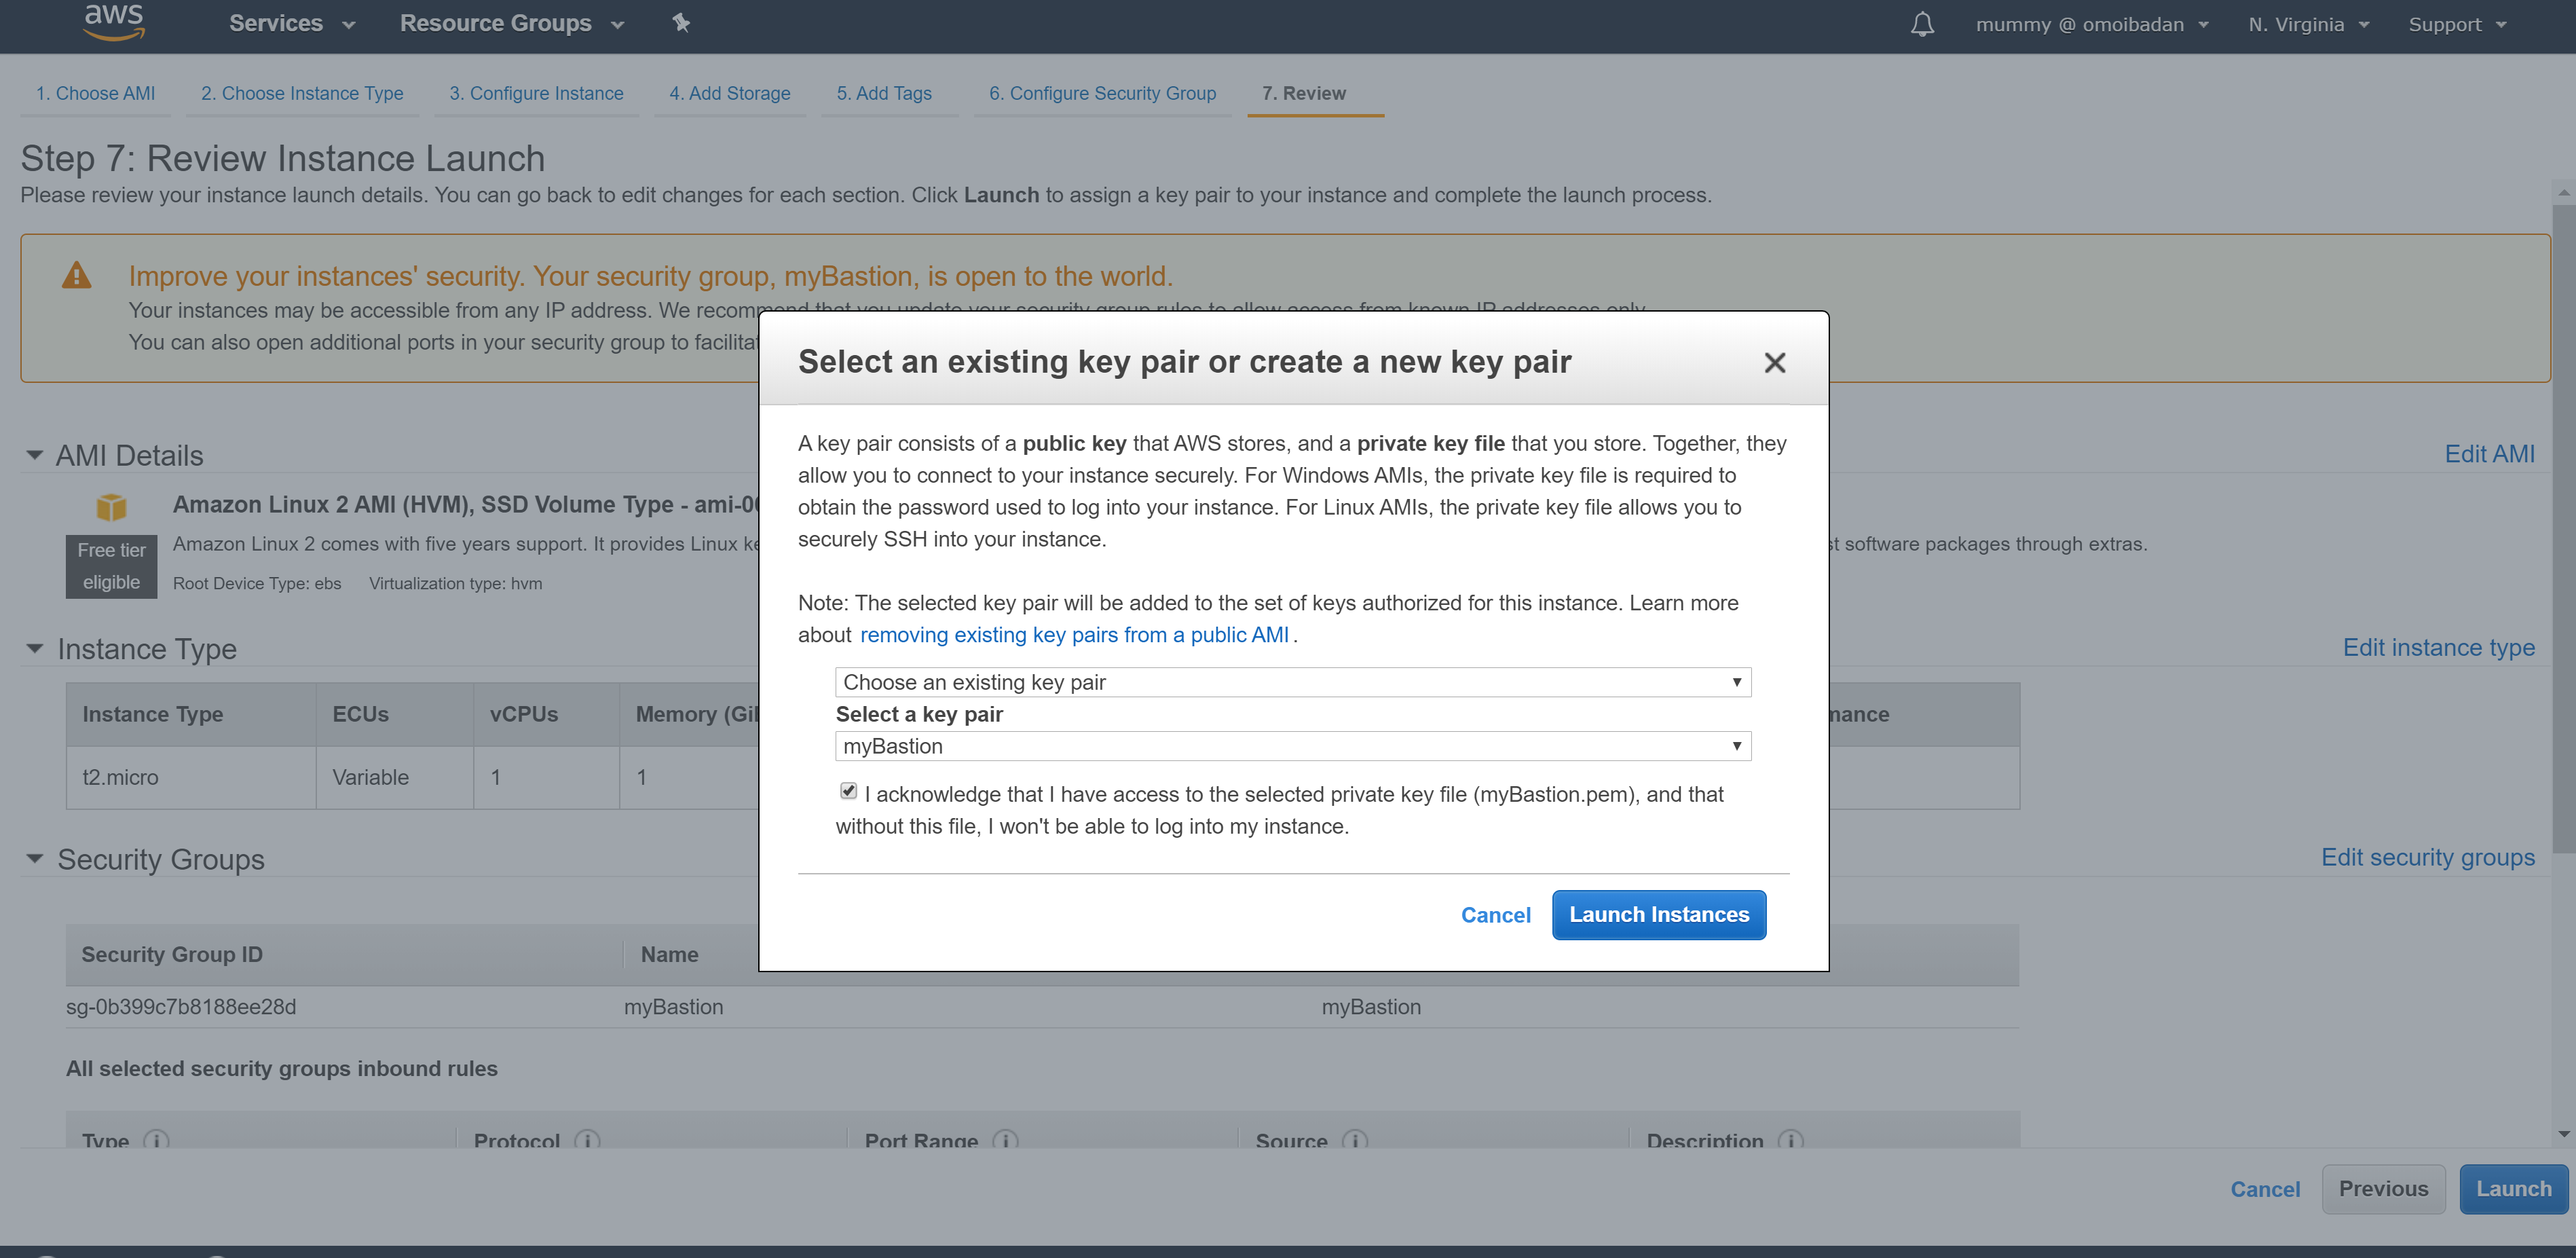 aws Services Resource Groups mummy @ omoibadan N. Virginia Support
1. Choose AMI 2. Choose Instance Type 3. Configure Instance 4. Add Storage 5. Add Tags 6. Configure Security Group 7. Review
Step 7: Review Instance Launch
Please review your instance launch details. You can go back to edit changes for each section. Click Launch to assign a key pair to your instance and complete the launch process.
Improve your instances' security. Your security group, myBastion, is open to the world.
Your instances may be accessible from any IP address. We recommend that you update your security group rules to allow access from known IP addresses only.
You can also open additional ports in your security group to
AMI Details Edit AMI
Amazon Linux 2 AMI (HVM), SSD Volume Type -
Free tier
eligible
Amazon Linux 2 comes with five years support. It provides Linux software packages through extras.
Root Device Type: ebs Virtualization type: hvm
Instance Type Edit instance type
Instance Type ECUs vCPUs Memory
t2.micro Variable 1 1
Security Groups Edit security groups
Security Group ID Name
sg-0b399c7b8188ee28d myBastion myBastion
All selected security groups inbound rules
Type Protocol Port Range Source Description
Cancel Previous Launch
Select an existing key pair or create a new key pair
A key pair consists of a public key that AWS stores, and a private key file that you store. Together, they
allow you to connect to your instance securely. For Windows AMIs, the private key file is required to
obtain the password used to log into your instance. For Linux AMIs, the private key file allows you to
securely SSH into your instance.
Note: The selected key pair will be added to the set of keys authorized for this instance. Learn more
about removing existing key pairs from a public AMI .
Choose an existing key pair
Select a key pair
myBastion
I acknowledge that I have access to the selected private key file (myBastion.pem), and that
without this file, I won't be able to log into my instance.
Cancel Launch Instances